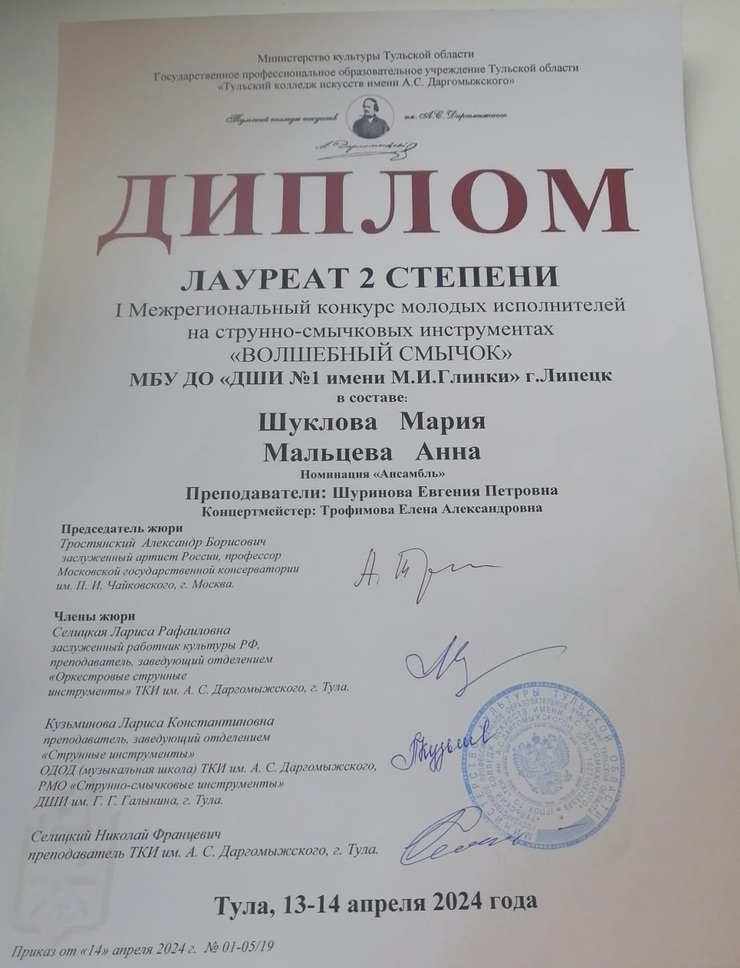 Министерство культуры Тульской области
Государственное профессиональное образовательное учреждение Тульской области
«Тульский колледж искусств имени А.С. Даргомыжского»
Тульский колледж искусств им. А.С. Даргомыжского
ДИПЛОМ
ЛАУРЕАТ 2 СТЕПЕНИ
I Межрегиональный конкурс молодых исполнителей
на струнно-смычковых инструментах
«ВОЛШЕБНЫЙ СМЫЧОК»
МБУ ДО «ДШИ №1 имени М.И.Глинки» г.Липецк
в составе:
Шуклова Мария
Мальцева Анна
Номинация «Ансамбль»
Преподаватели: Шуринова Евгения Петровна
Концертмейстер: Трофимова Елена Александровна
Председатель жюри
Тростянский Александр Борисович
заслуженный артист России, профессор
Московской государственной консерватории
им. П. И. Чайковского, г. Москва.
Члены жюри
Селицкая Лариса Рафаиловна
заслуженный работник культуры РФ,
преподаватель, заведующий отделением
«Оркестровые струнные
инструменты» ТКИ им. А. С. Даргомыжского, г. Тула.
Кузьминова Лариса Константиновна
преподаватель, заведующий отделением
«Струнные инструменты»
ОДОД (музыкальная школа) ТКИ им. А. С. Даргомыжского,
РМО «Струнно-смычковые инструменты»
ДШИ им. Г. Г. Галынина, г. Тула.
Селицкий Николай Францевич
преподаватель ТКИ им. А. С. Даргомыжского, г. Тула.
Тула, 13-14 апреля 2024 года
Приказ от «14» апреля 2024 г. № 01-05/19